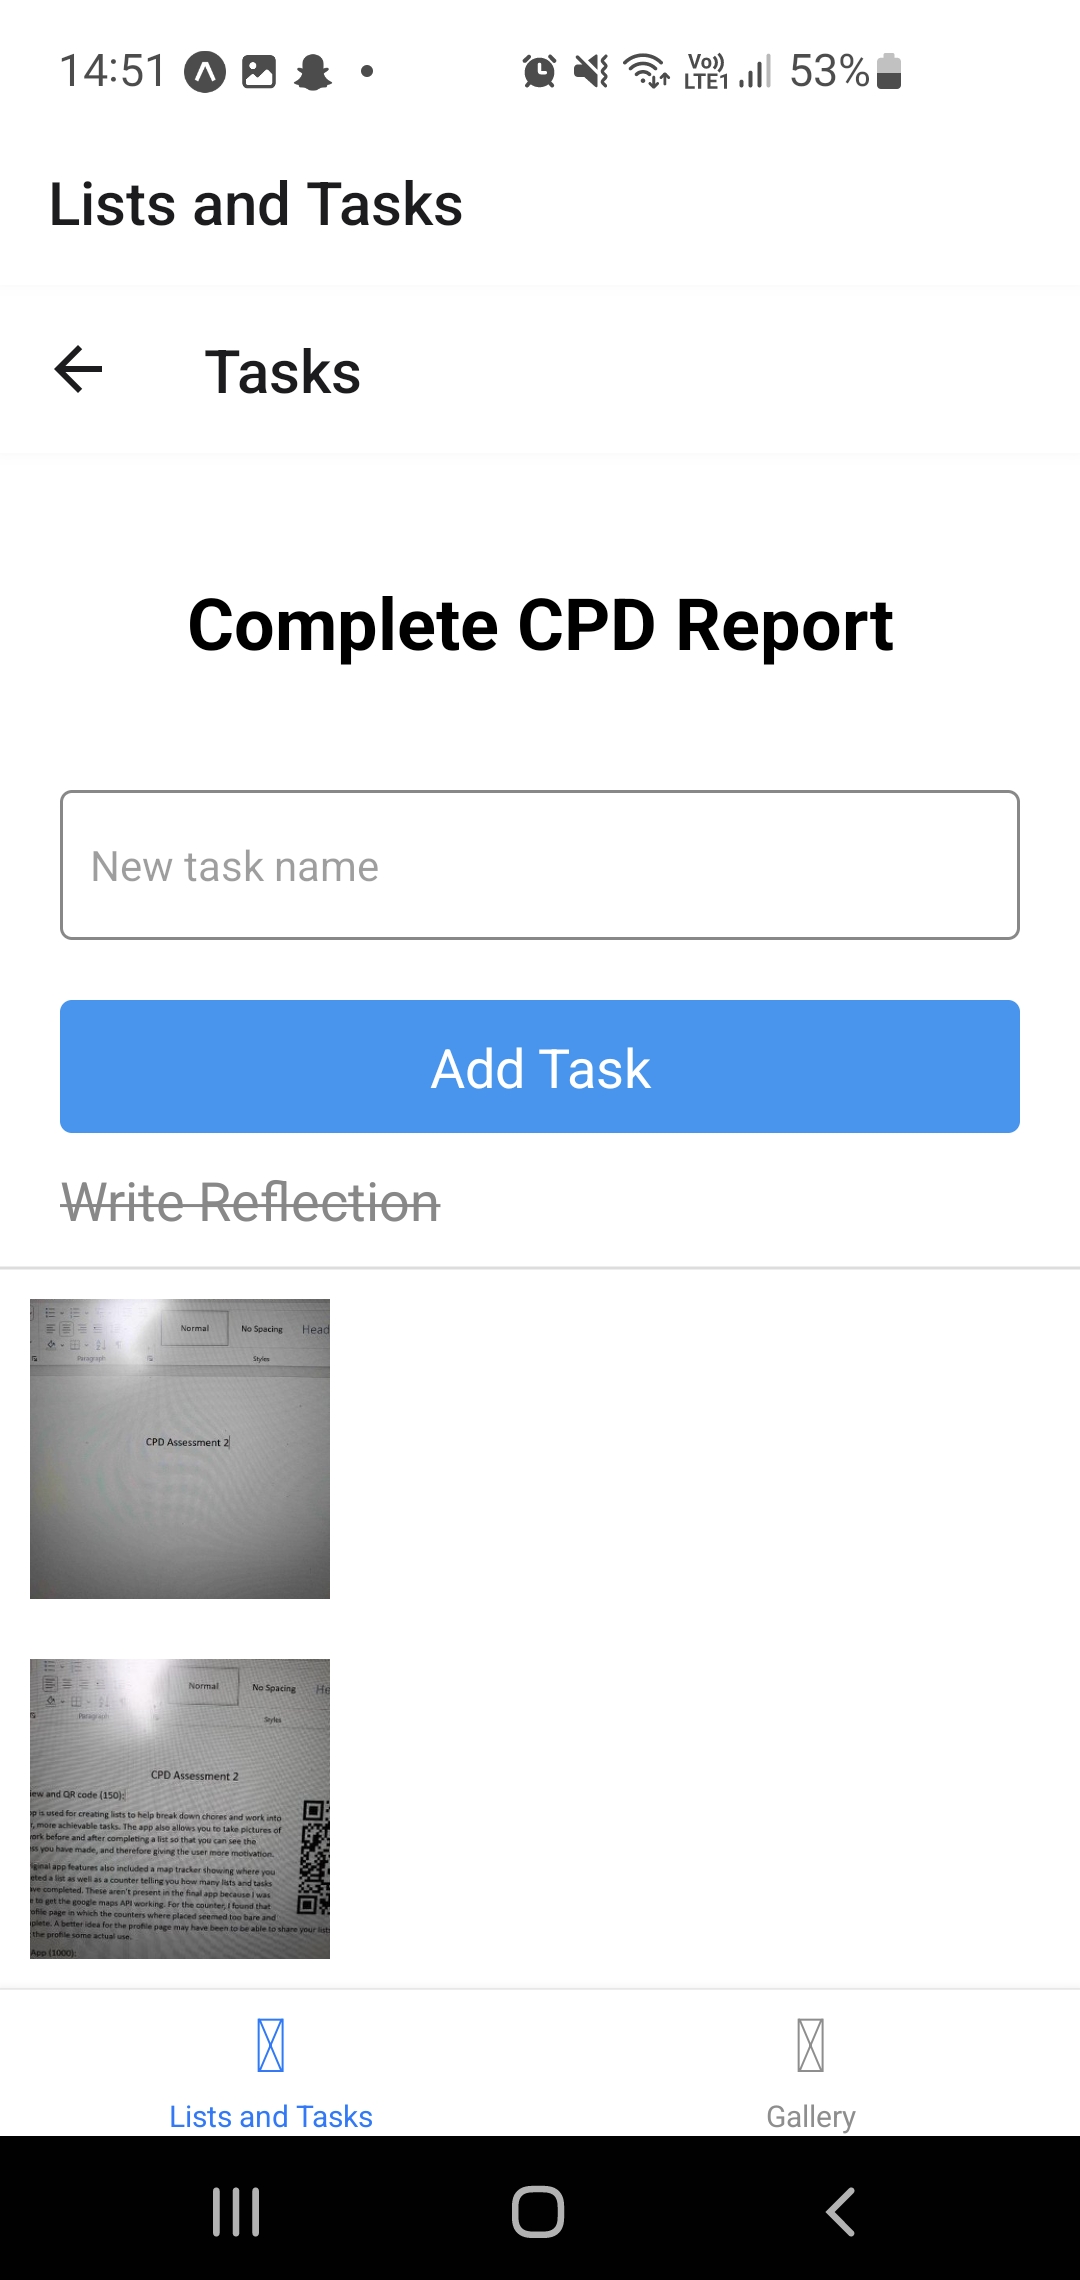 14:51 Vo)) LTE1 53%
Lists and Tasks
Tasks
Complete CPD Report
New task name
Add Task
Write Reflection
Normal No Spacing Head
Paragraph Styles
CPD Assessment 2
Normal No Spacing He
Paragraph Styles
CPD Assessment 2
iew and QR code (150):
p is used for creating lists to help break down chores and work into
r, more achievable tasks. The app also allows you to take pictures of
ork before and after completing a list so that you can see the
ss you have made, and therefore giving the user more motivation.
ginal app features also included a map tracker showing where you
eted a list as well as a counter telling you how many lists and tasks
ave completed. These aren't present in the final app because I was
e to get the google maps API working. For the counter, I found that
ofile page in which the counters where placed seemed too bare and
plete. A better idea for the profile page may have been to be able to share your lists
the profile some actual use.
App (1000):
Lists and Tasks
Gallery